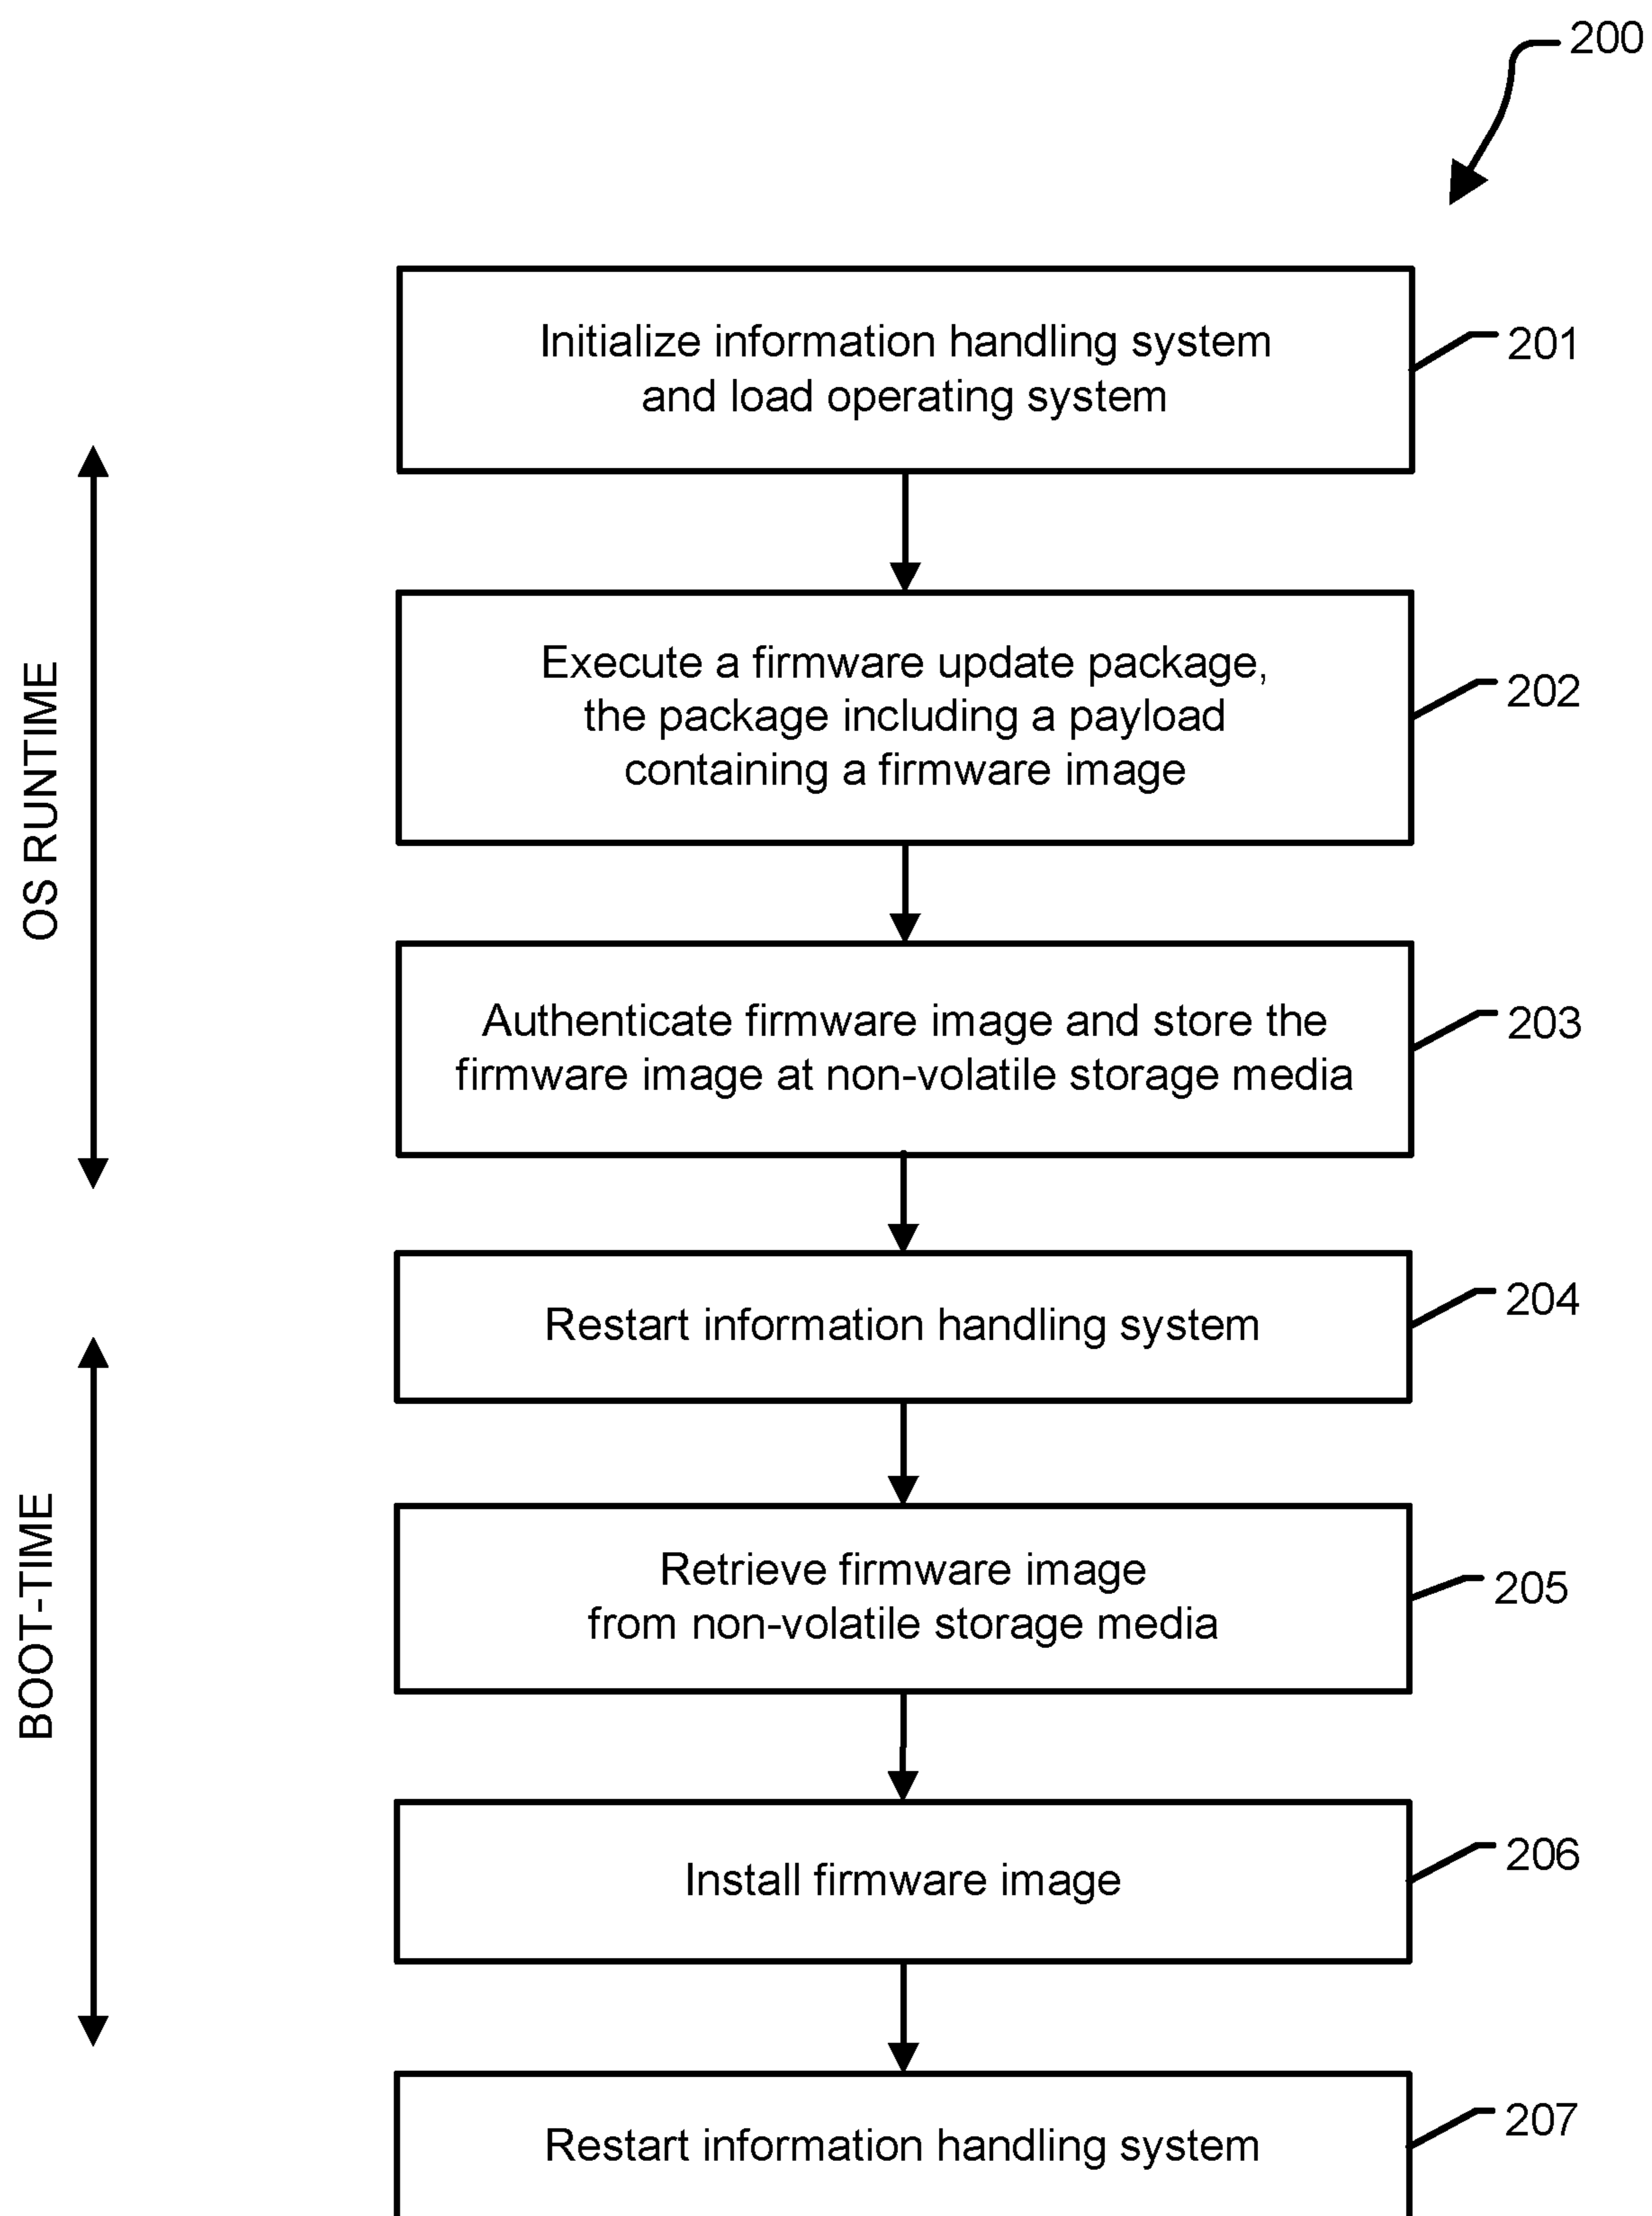 200
Initialize information handling system
and load operating system
201
OS RUNTIME
Execute a firmware update package,
the package including a payload
containing a firmware image
202
Authenticate firmware image and store the
firmware image at non-volatile storage media
203
Restart information handling system
204
BOOT-TIME
Retrieve firmware image
from non-volatile storage media
205
Install firmware image
206
Restart information handling system
207